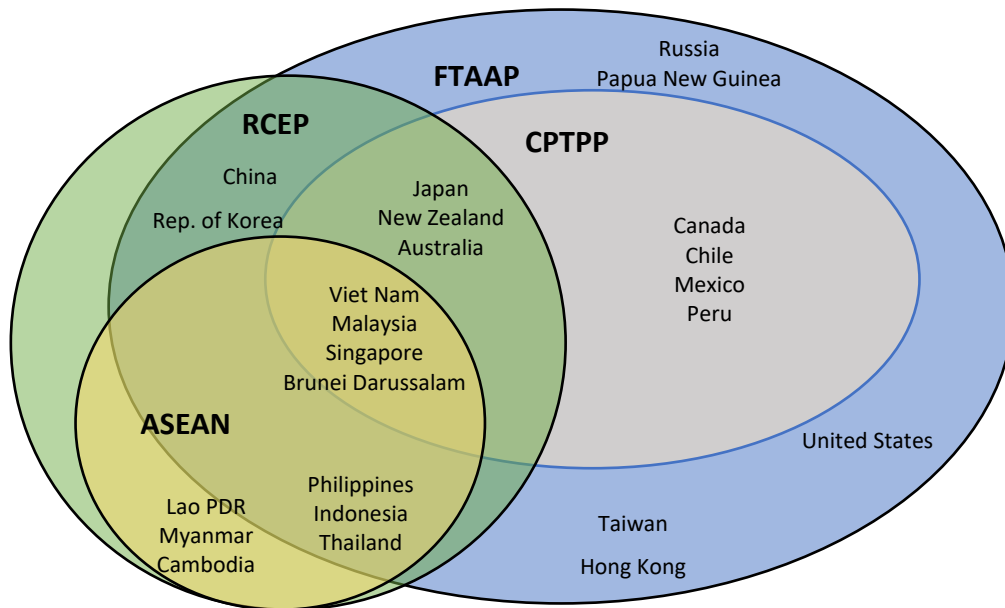 Russia
Papua New Guinea
FTAAP
RCEP
CPTPP
China
Rep. of Korea
Japan
New Zealand
Australia
Canada
Chile
Mexico
Peru
Viet Nam
Malaysia
Singapore
Brunei Darussalam
ASEAN
United States
Philippines
Indonesia
Thailand
Lao PDR
Myanmar
Cambodia
Taiwan
Hong Kong